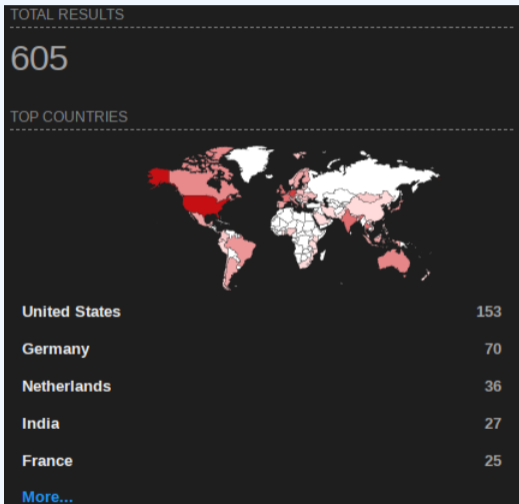 TOTAL RESULTS
605
TOP COUNTRIES
United States 153
Germany 70
Netherlands 36
India 27
France 25
More...